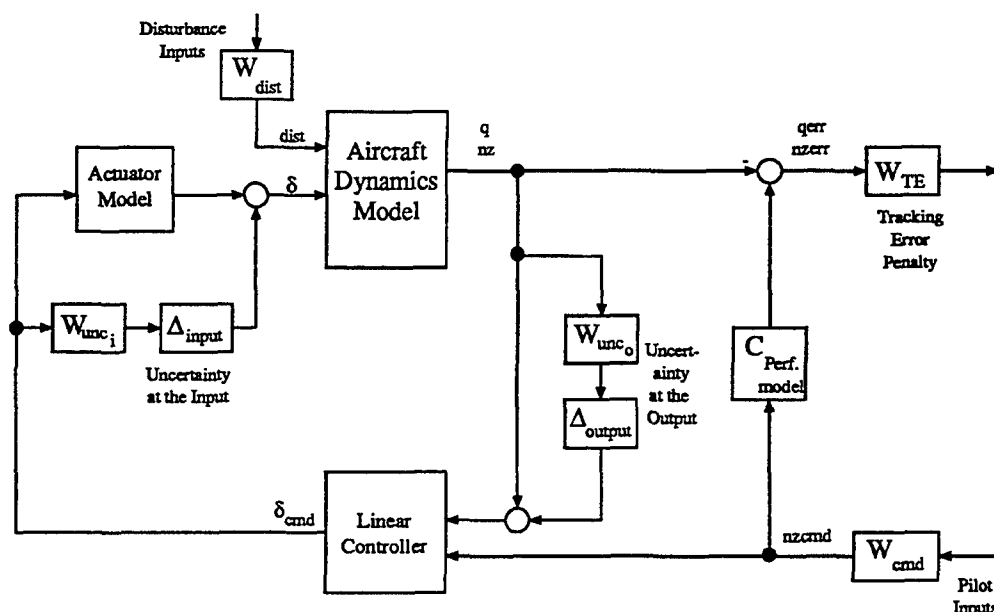 Disturbance
Inputs
W
dist
dist
Actuator
Model
δ
Aircraft
Dynamics
Model
q
nz
-
qerr
nzerr
W TE
Tracking
Error
Penalty
W unc i
Δ input
Uncertainty
at the Input
W unc o
Uncert-
ainty
at the
Output
Δ output
C Perf.
model
δ cmd
Linear
Controller
nzcmd
W cmd
Pilot
Inputs